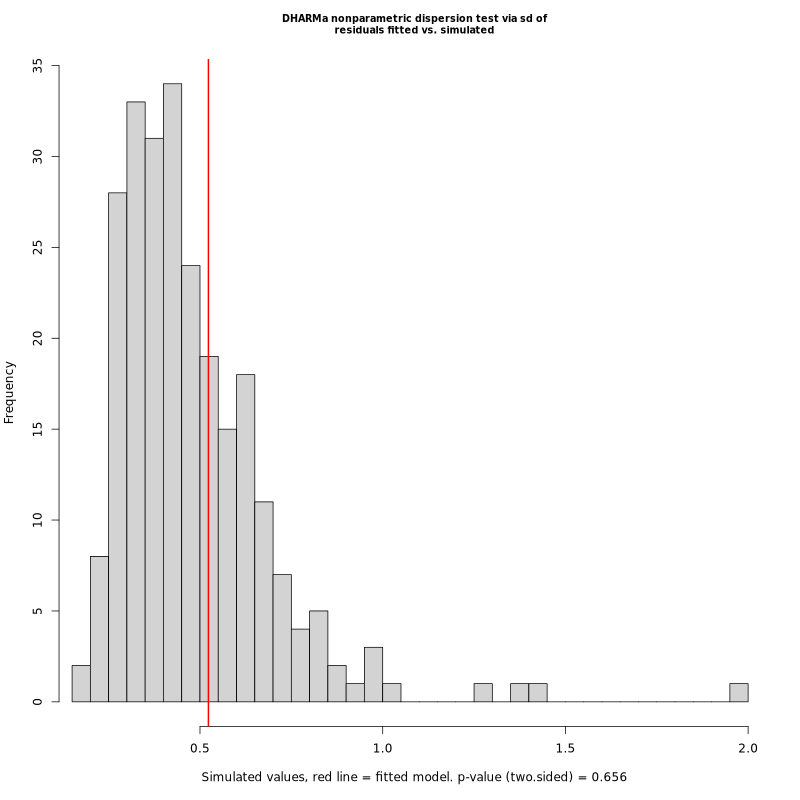 DHARMa nonparametric dispersion test via sd of
residuals fitted vs. simulated
35
30
25
20
15
10
5
0
Frequency
0.5 1.0 1.5 2.0
Simulated values, red line = fitted model. p-value (two.sided) = 0.656